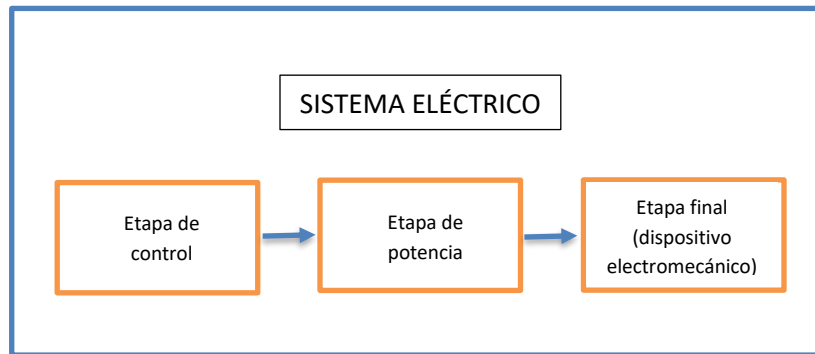 SISTEMA ELÉCTRICO
Etapa de
control
Etapa de
potencia
Etapa final
(dispositivo
electromecánico)